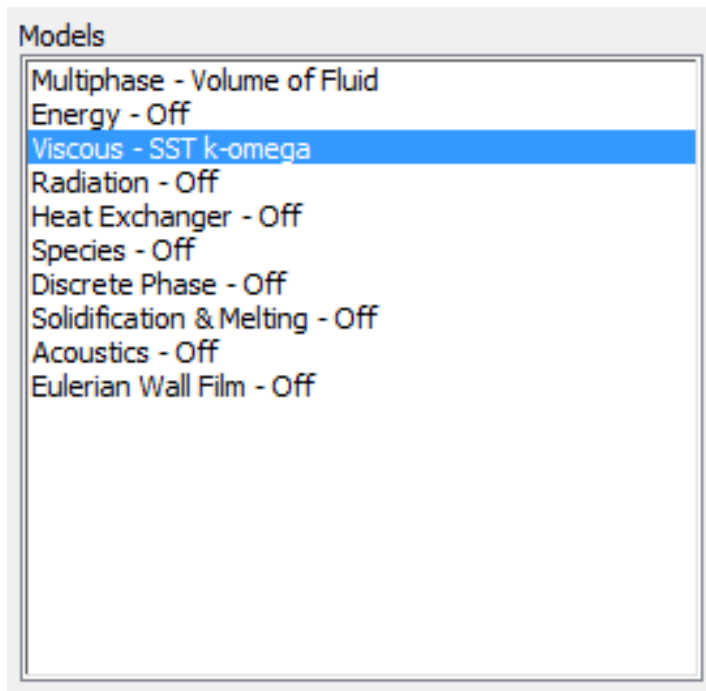 Models
Multiphase - Volume of Fluid
Energy - Off
Viscous - SST k-omega
Radiation - Off
Heat Exchanger - Off
Species - Off
Discrete Phase - Off
Solidification & Melting - Off
Acoustics - Off
Eulerian Wall Film - Off